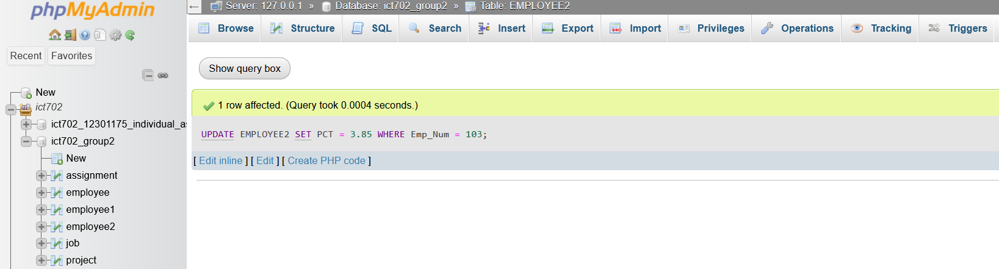 phpMyAdmin
Recent Favorites
New
ict702
ict702_12301175_individual_a
ict702_group2
New
assignment
employee
employee1
employee2
job
project
← Server: 127.0.0.1 » Database: ict702_group2 » Table: EMPLOYEE2
Browse Structure SQL Search Insert Export Import Privileges Operations Tracking Triggers
Show query box
1 row affected. (Query took 0.0004 seconds.)
UPDATE EMPLOYEE2 SET PCT = 3.85 WHERE Emp_Num = 103;
[ Edit inline ] [ Edit ] [ Create PHP code ]